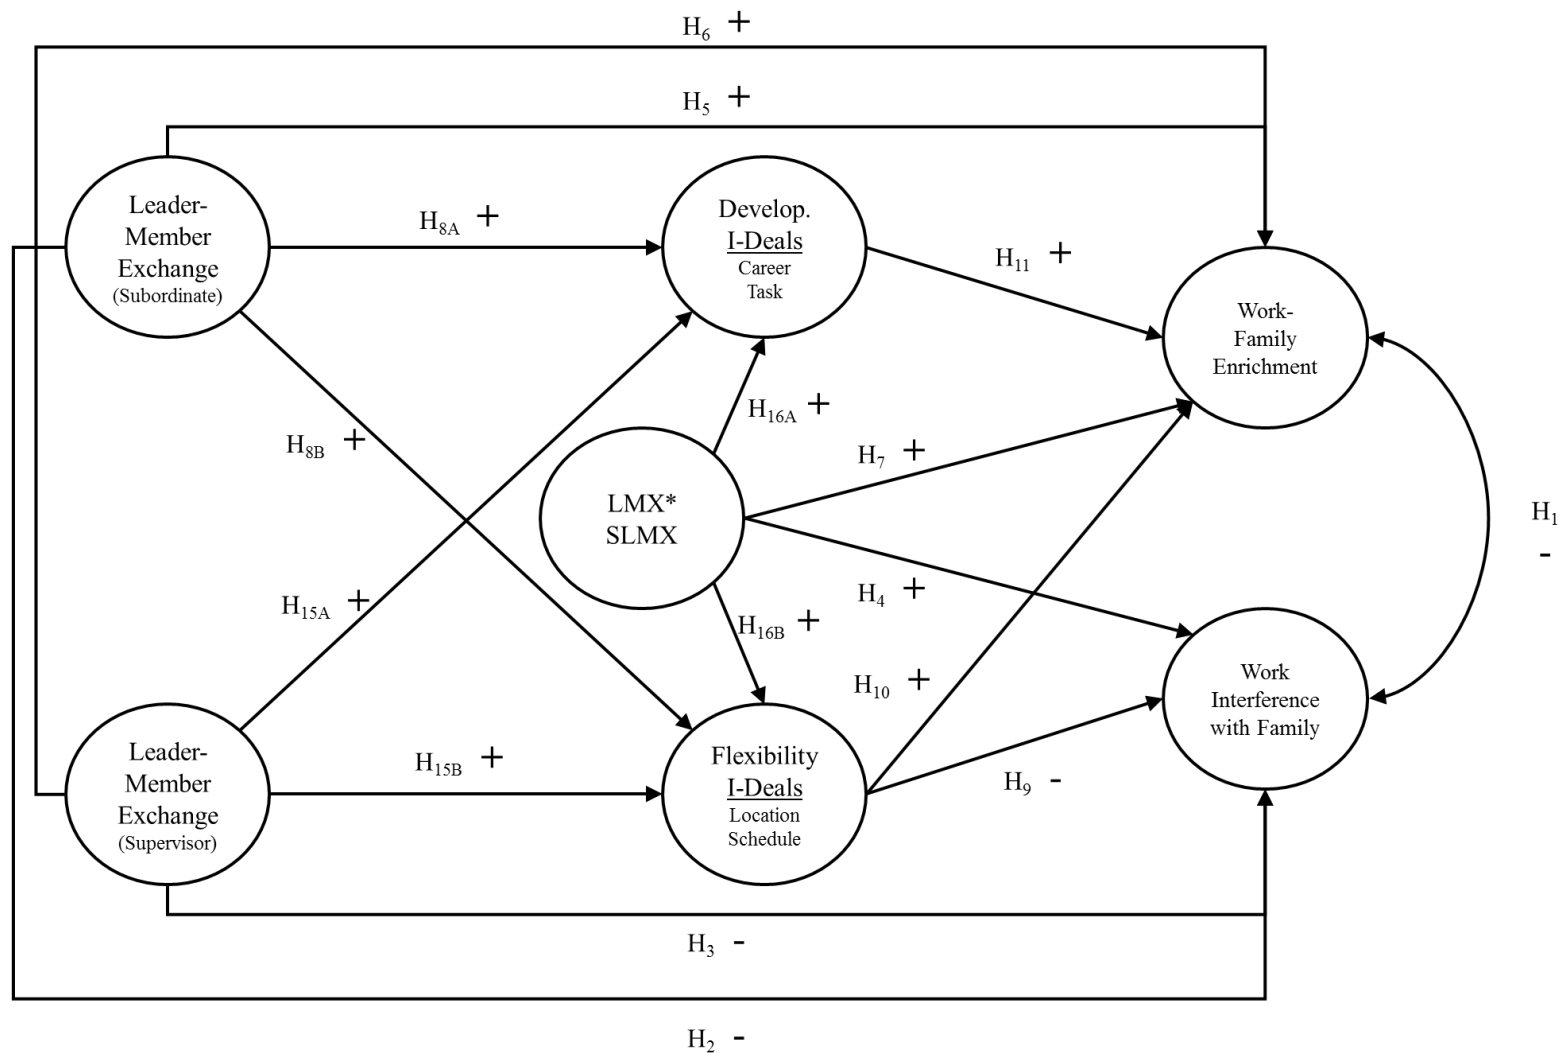 H6 +
H5 +
Leader-
Member
Exchange
(Subordinate)
H8A +
Develop.
I-Deals
Career
Task
H11 +
Work-
Family
Enrichment
H16A +
H8B +
H7 +
LMX*
SLMX
H1
-
H4 +
H15A +
H16B +
H10 +
Work
Interference
with Family
Leader-
Member
Exchange
(Supervisor)
H15B +
Flexibility
I-Deals
Location
Schedule
H9 -
H3 -
H2 -